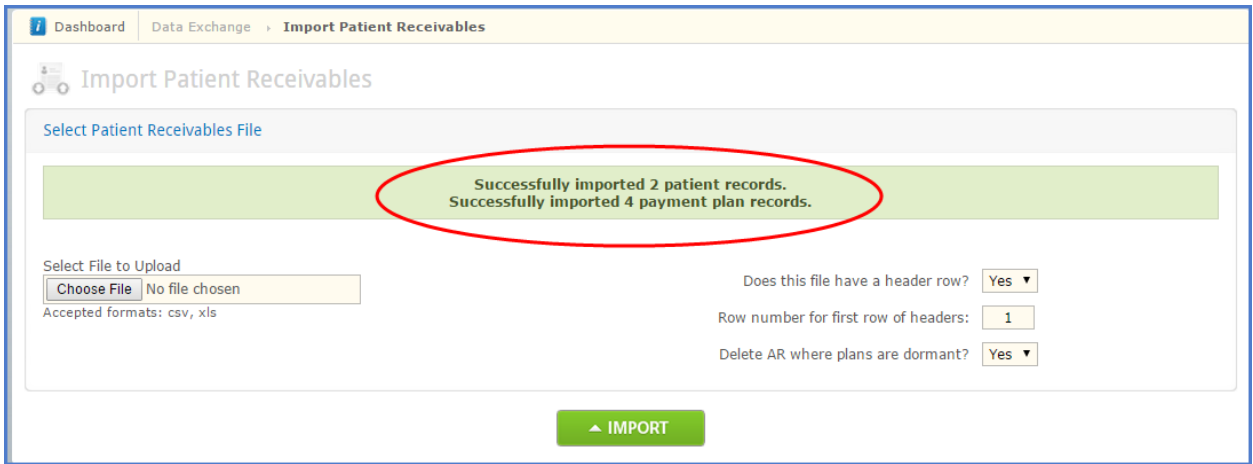 Dashboard Data Exchange › Import Patient Receivables
Import Patient Receivables
Select Patient Receivables File
Successfully imported 2 patient records.
Successfully imported 4 payment plan records.
Select File to Upload
Choose File No file chosen
Accepted formats: csv, xls
Does this file have a header row? Yes
Row number for first row of headers: 1
Delete AR where plans are dormant? Yes
IMPORT